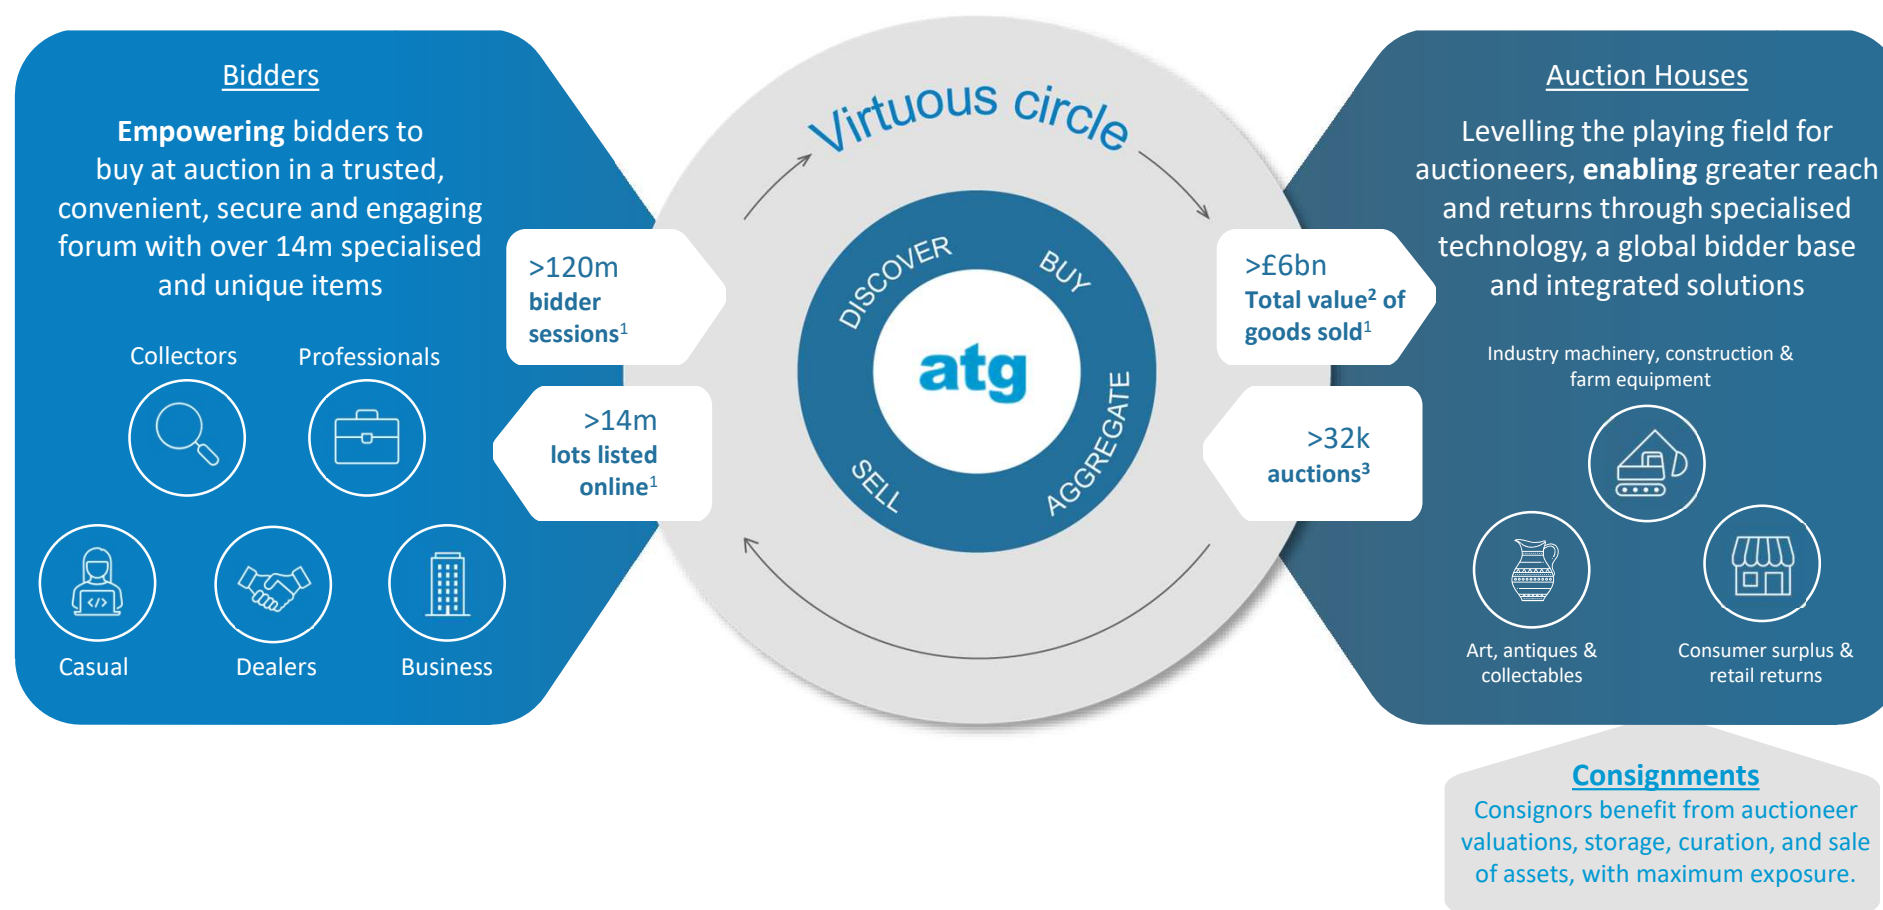 Bidders
Empowering bidders to
buy at auction in a trusted,
convenient, secure and engaging
forum with over 14m specialised
and unique items
Collectors
Professionals
Casual
Dealers
Business
>120m
bidder
sessions¹
>14m
lots listed
online¹
Virtuous circle
DISCOVER
BUY
AGGREGATE
SELL
atg
>£6bn
Total value² of
goods sold¹
>32k
auctions³
Auction Houses
Levelling the playing field for
auctioneers, enabling greater reach
and returns through specialised
technology, a global bidder base
and integrated solutions
Industry machinery, construction &
farm equipment
Art, antiques &
collectables
Consumer surplus &
retail returns
Consignments
Consignors benefit from auctioneer
valuations, storage, curation, and sale
of assets, with maximum exposure.